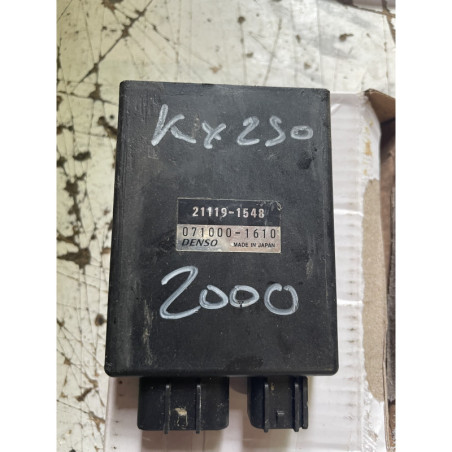 KX250
21119-1548
071000-1610
DENSO MADE IN JAPAN
2000